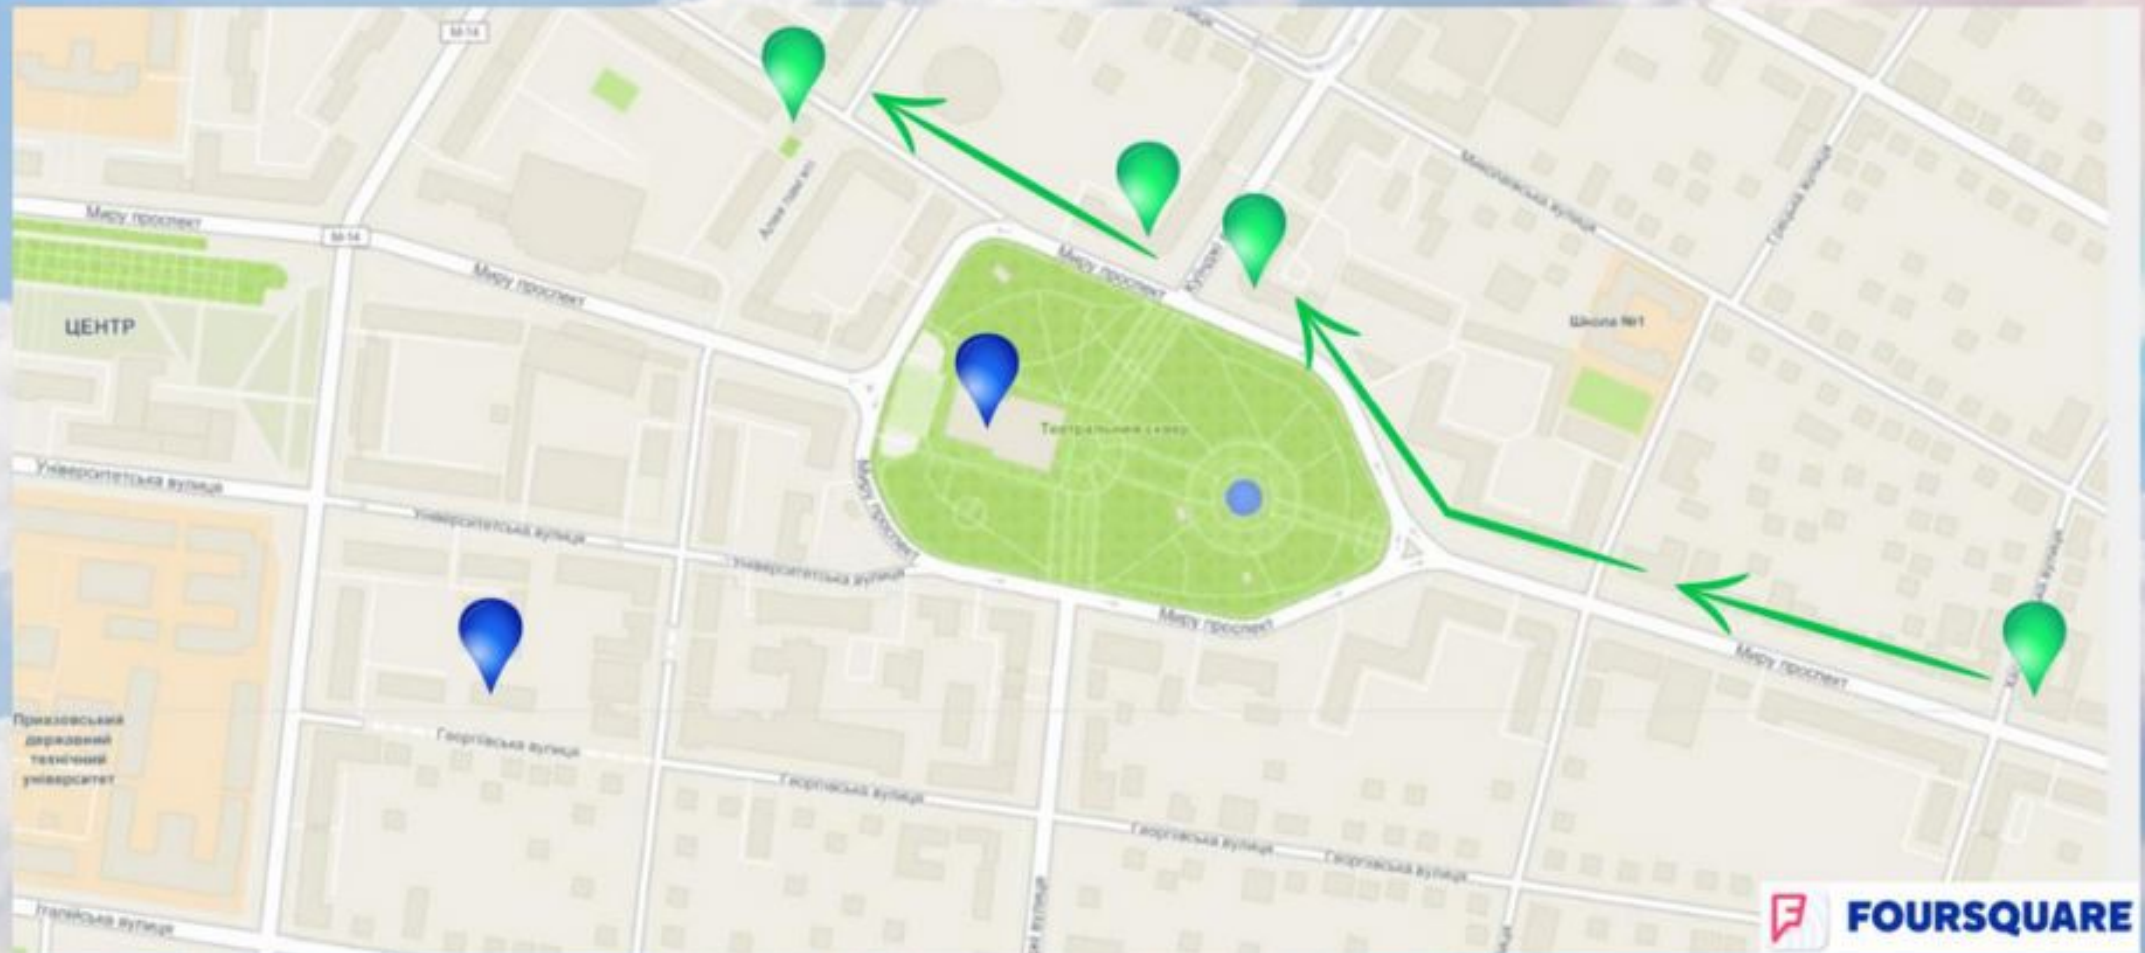 М-14
Миколаївська вулиця
Грецька вулиця
Миру проспект
М-14
Миру проспект
Миру проспект
Школа №1
ЦЕНТР
Театральний сквер
Університетська вулиця
Університетська вулиця
Миру проспект
Університетська вулиця
Миру проспект
Миру проспект
Приазовський
державний
технічний
університет
Георгіївська вулиця
Георгіївська вулиця
Георгіївська вулиця
Георгіївська вулиця
Італійська вулиця
FOURSQUARE